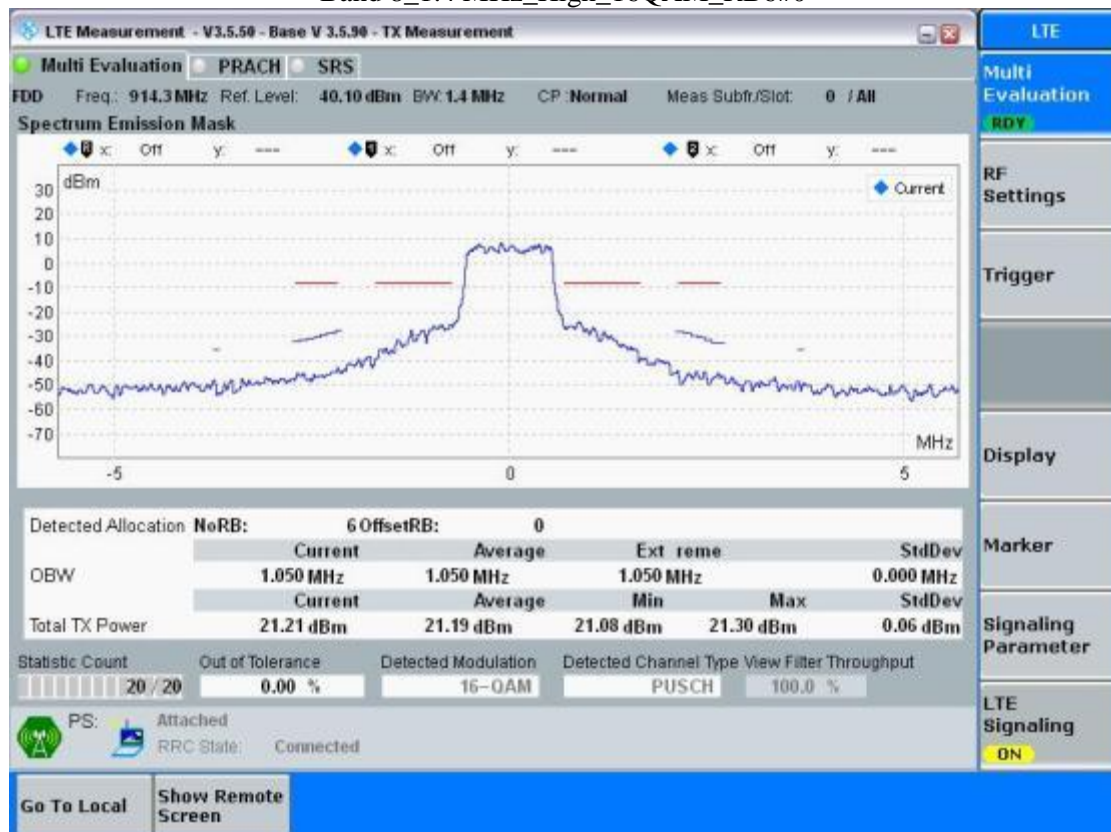 LTE Measurement - V3.5.50 - Base V 3.5.90 - TX Measurement
LTE
Multi Evaluation PRACH SRS
Multi
Evaluation
RDY
FDD Freq.: 914.3 MHz Ref. Level: 40.10 dBm BW: 1.4 MHz CP :Normal Meas Subfr./Slot: 0 / All
Spectrum Emission Mask
x: Off y: --- x: Off y: --- x: Off y: ---
dBm
Current
30
20
10
0
-10
-20
-30
-40
-50
-60
-70
MHz
-5 0 5
RF
Settings
Trigger
Display
Marker
Signaling
Parameter
LTE
Signaling
ON
Detected Allocation NoRB: 6 OffsetRB: 0
Current Average Ext reme StdDev
OBW 1.050 MHz 1.050 MHz 1.050 MHz 0.000 MHz
Current Average Min Max StdDev
Total TX Power 21.21 dBm 21.19 dBm 21.08 dBm 21.30 dBm 0.06 dBm
Statistic Count Out of Tolerance Detected Modulation Detected Channel Type View Filter Throughput
20 / 20 0.00 % 16-QAM PUSCH 100.0 %
PS: Attached
RRC State: Connected
Go To Local
Show Remote
Screen